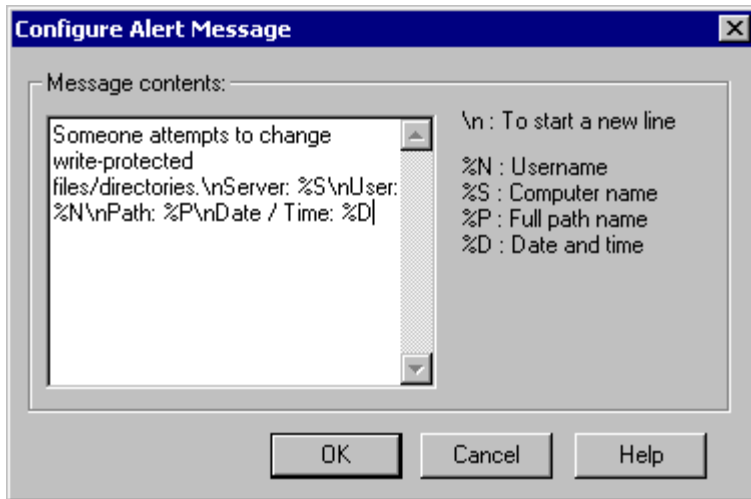 Configure Alert Message
Message contents:
Someone attempts to change
write-protected
files/directories.\nServer: %S\nUser:
%N\nPath: %P\nDate / Time: %D
\n : To start a new line
%N : Username
%S : Computer name
%P : Full path name
%D : Date and time
OK
Cancel
Help